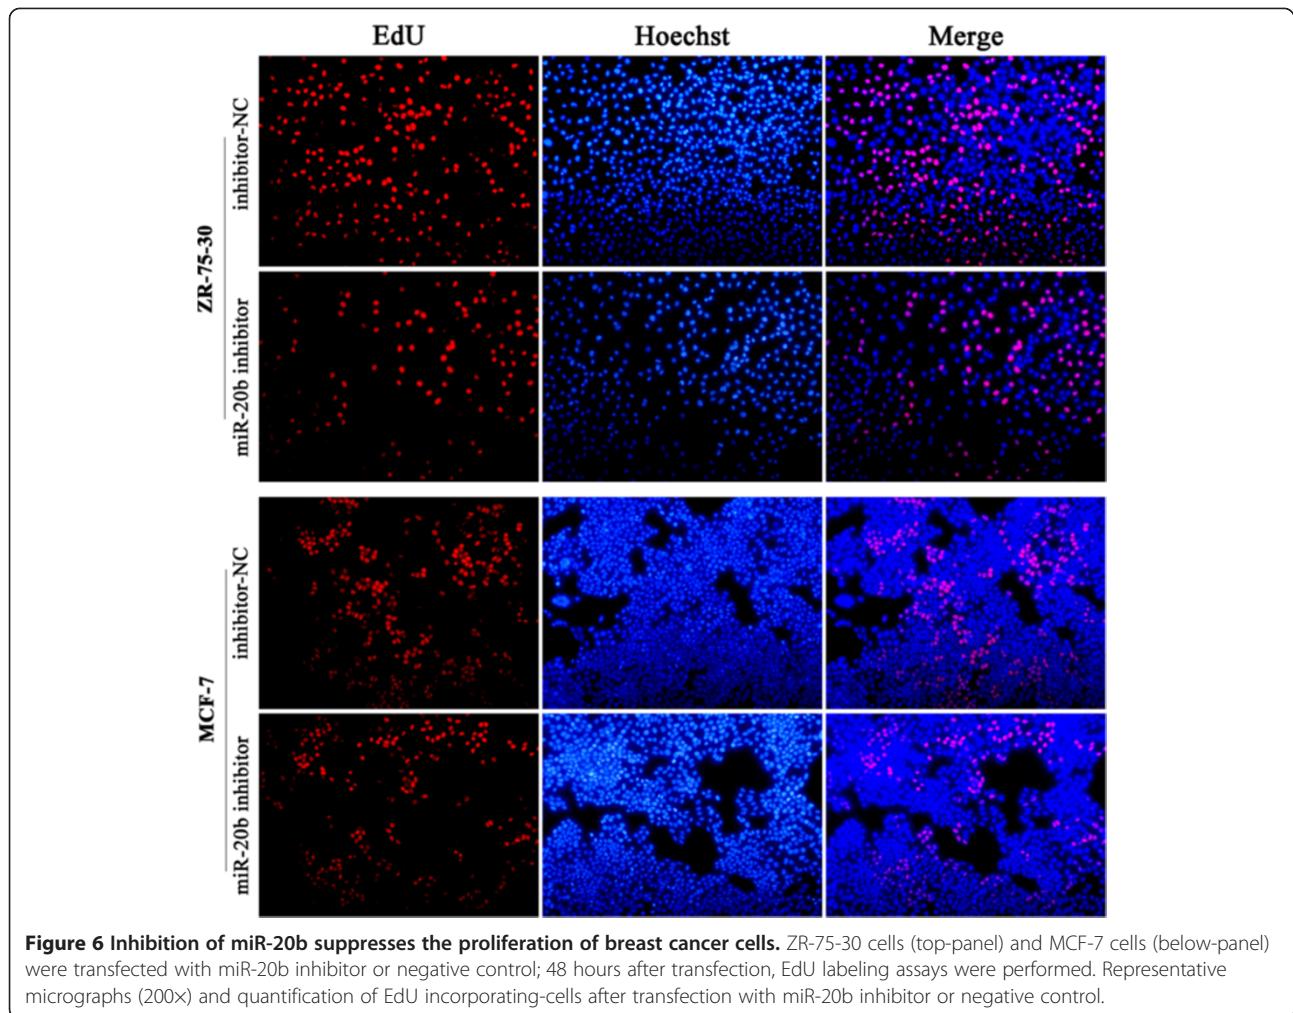 EdU Hoechst Merge
ZR-75-30
inhibitor-NC
miR-20b inhibitor
MCF-7
inhibitor-NC
miR-20b inhibitor
Figure 6 Inhibition of miR-20b suppresses the proliferation of breast cancer cells. ZR-75-30 cells (top-panel) and MCF-7 cells (below-panel)
were transfected with miR-20b inhibitor or negative control; 48 hours after transfection, EdU labeling assays were performed. Representative
micrographs (200×) and quantification of EdU incorporating-cells after transfection with miR-20b inhibitor or negative control.